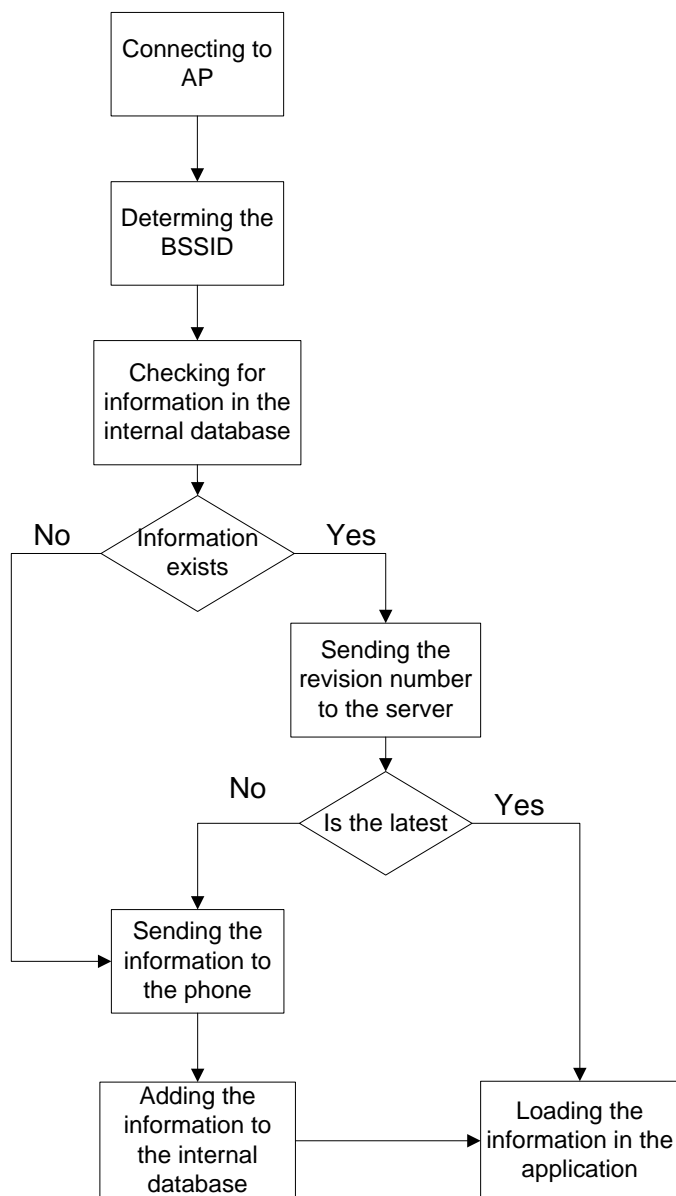 Connecting to
AP
Determing the
BSSID
Checking for
information in the
internal database
No
Information
exists
Yes
Sending the
revision number
to the server
No
Is the latest
Yes
Sending the
information to
the phone
Adding the
information to
the internal
database
Loading the
information in the
application